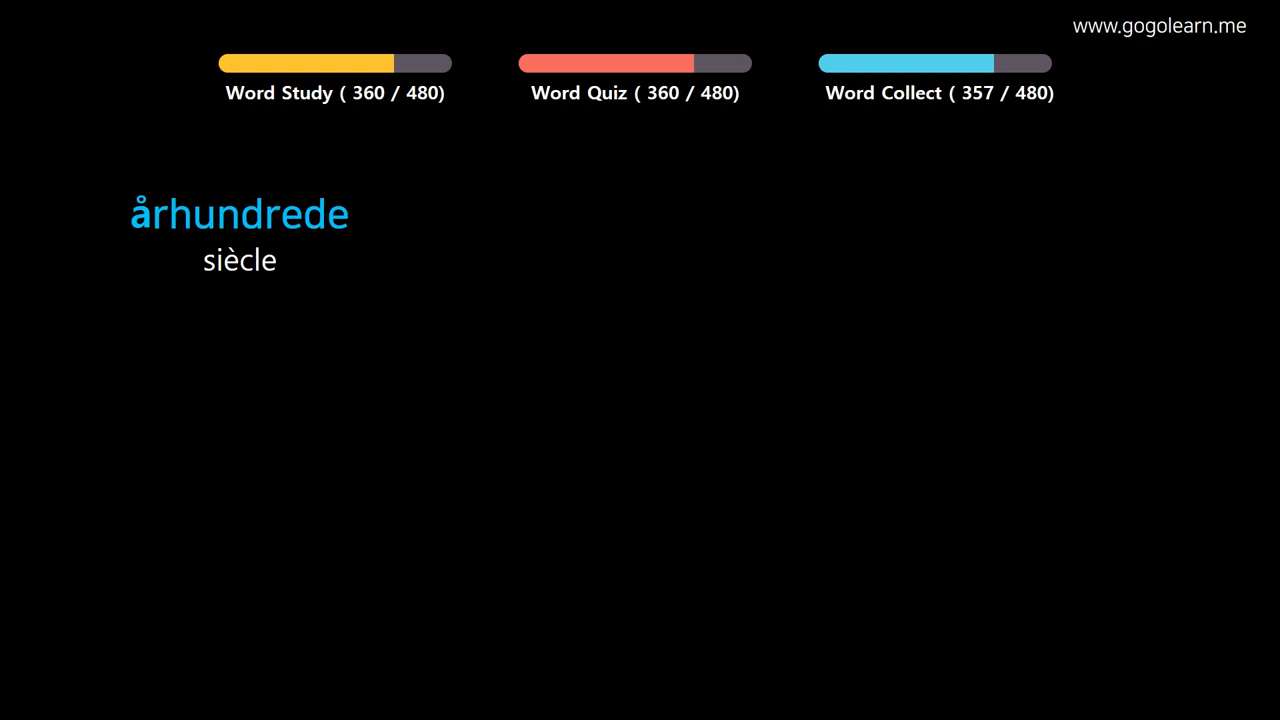 www.gogolearn.me
Word Study ( 360 / 480)
Word Quiz ( 360 / 480)
Word Collect ( 357 / 480)
århundrede
siècle